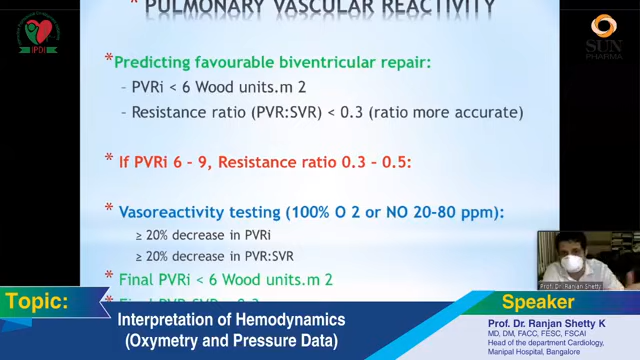 * PULMONARY VASCULAR REACTIVITY
* Predicting favourable biventricular repair:
– PVRi < 6 Wood units.m 2
– Resistance ratio (PVR:SVR) < 0.3 (ratio more accurate)
* If PVRi 6 – 9, Resistance ratio 0.3 – 0.5:
* Vasoreactivity testing (100% O 2 or NO 20-80 ppm):
≥ 20% decrease in PVRi
≥ 20% decrease in PVR:SVR
* Final PVRi < 6 Wood units.m 2
IPDI
SUN
PHARMA
Prof. Dr. Ranjan Shetty
Topic:
Interpretation of Hemodynamics
(Oxymetry and Pressure Data)
Speaker
Prof. Dr. Ranjan Shetty K
MD, DM, FACC, FESC, FSCAI
Head of the department Cardiology,
Manipal Hospital, Bangalore